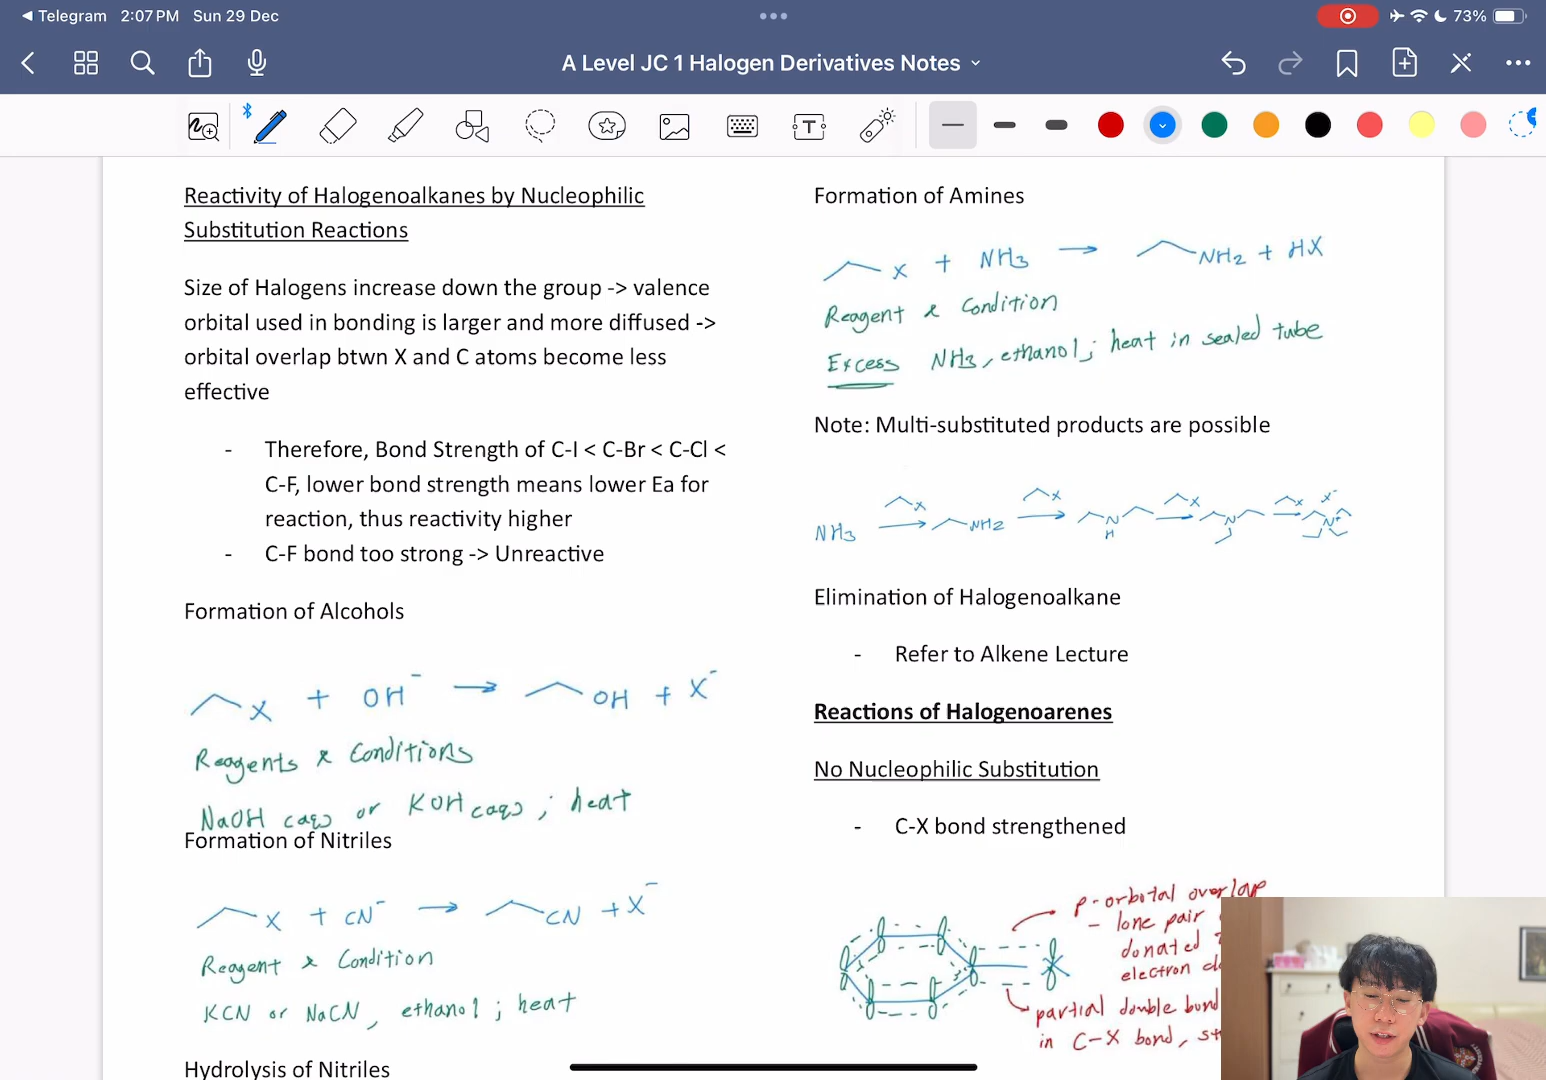 Telegram 2:07 PM Sun 29 Dec
73%
A Level JC 1 Halogen Derivatives Notes
T
Reactivity of Halogenoalkanes by Nucleophilic
Substitution Reactions
Size of Halogens increase down the group -> valence
orbital used in bonding is larger and more diffused ->
orbital overlap btwn X and C atoms become less
effective
- Therefore, Bond Strength of C-I < C-Br < C-Cl <
C-F, lower bond strength means lower Ea for
reaction, thus reactivity higher
- C-F bond too strong -> Unreactive
Formation of Alcohols
X + OH⁻ → OH + X⁻
Reagents & Conditions
NaOH (aq) or KOH (aq) ; heat
Formation of Nitriles
X + CN⁻ → CN + X⁻
Reagent & Condition
KCN or NaCN, ethanol ; heat
Hydrolysis of Nitriles
Formation of Amines
X + NH3 → NH2 + HX
Reagent & Condition
Excess NH3, ethanol ; heat in sealed tube
Note: Multi-substituted products are possible
X X X X X⁻
NH3 → NH2 → N → N → N⁺
H
Elimination of Halogenoalkane
- Refer to Alkene Lecture
Reactions of Halogenoarenes
No Nucleophilic Substitution
- C-X bond strengthened
p-orbotal overlap
- lone pair
donated
electron
X
partial double bond
in C-X bond,